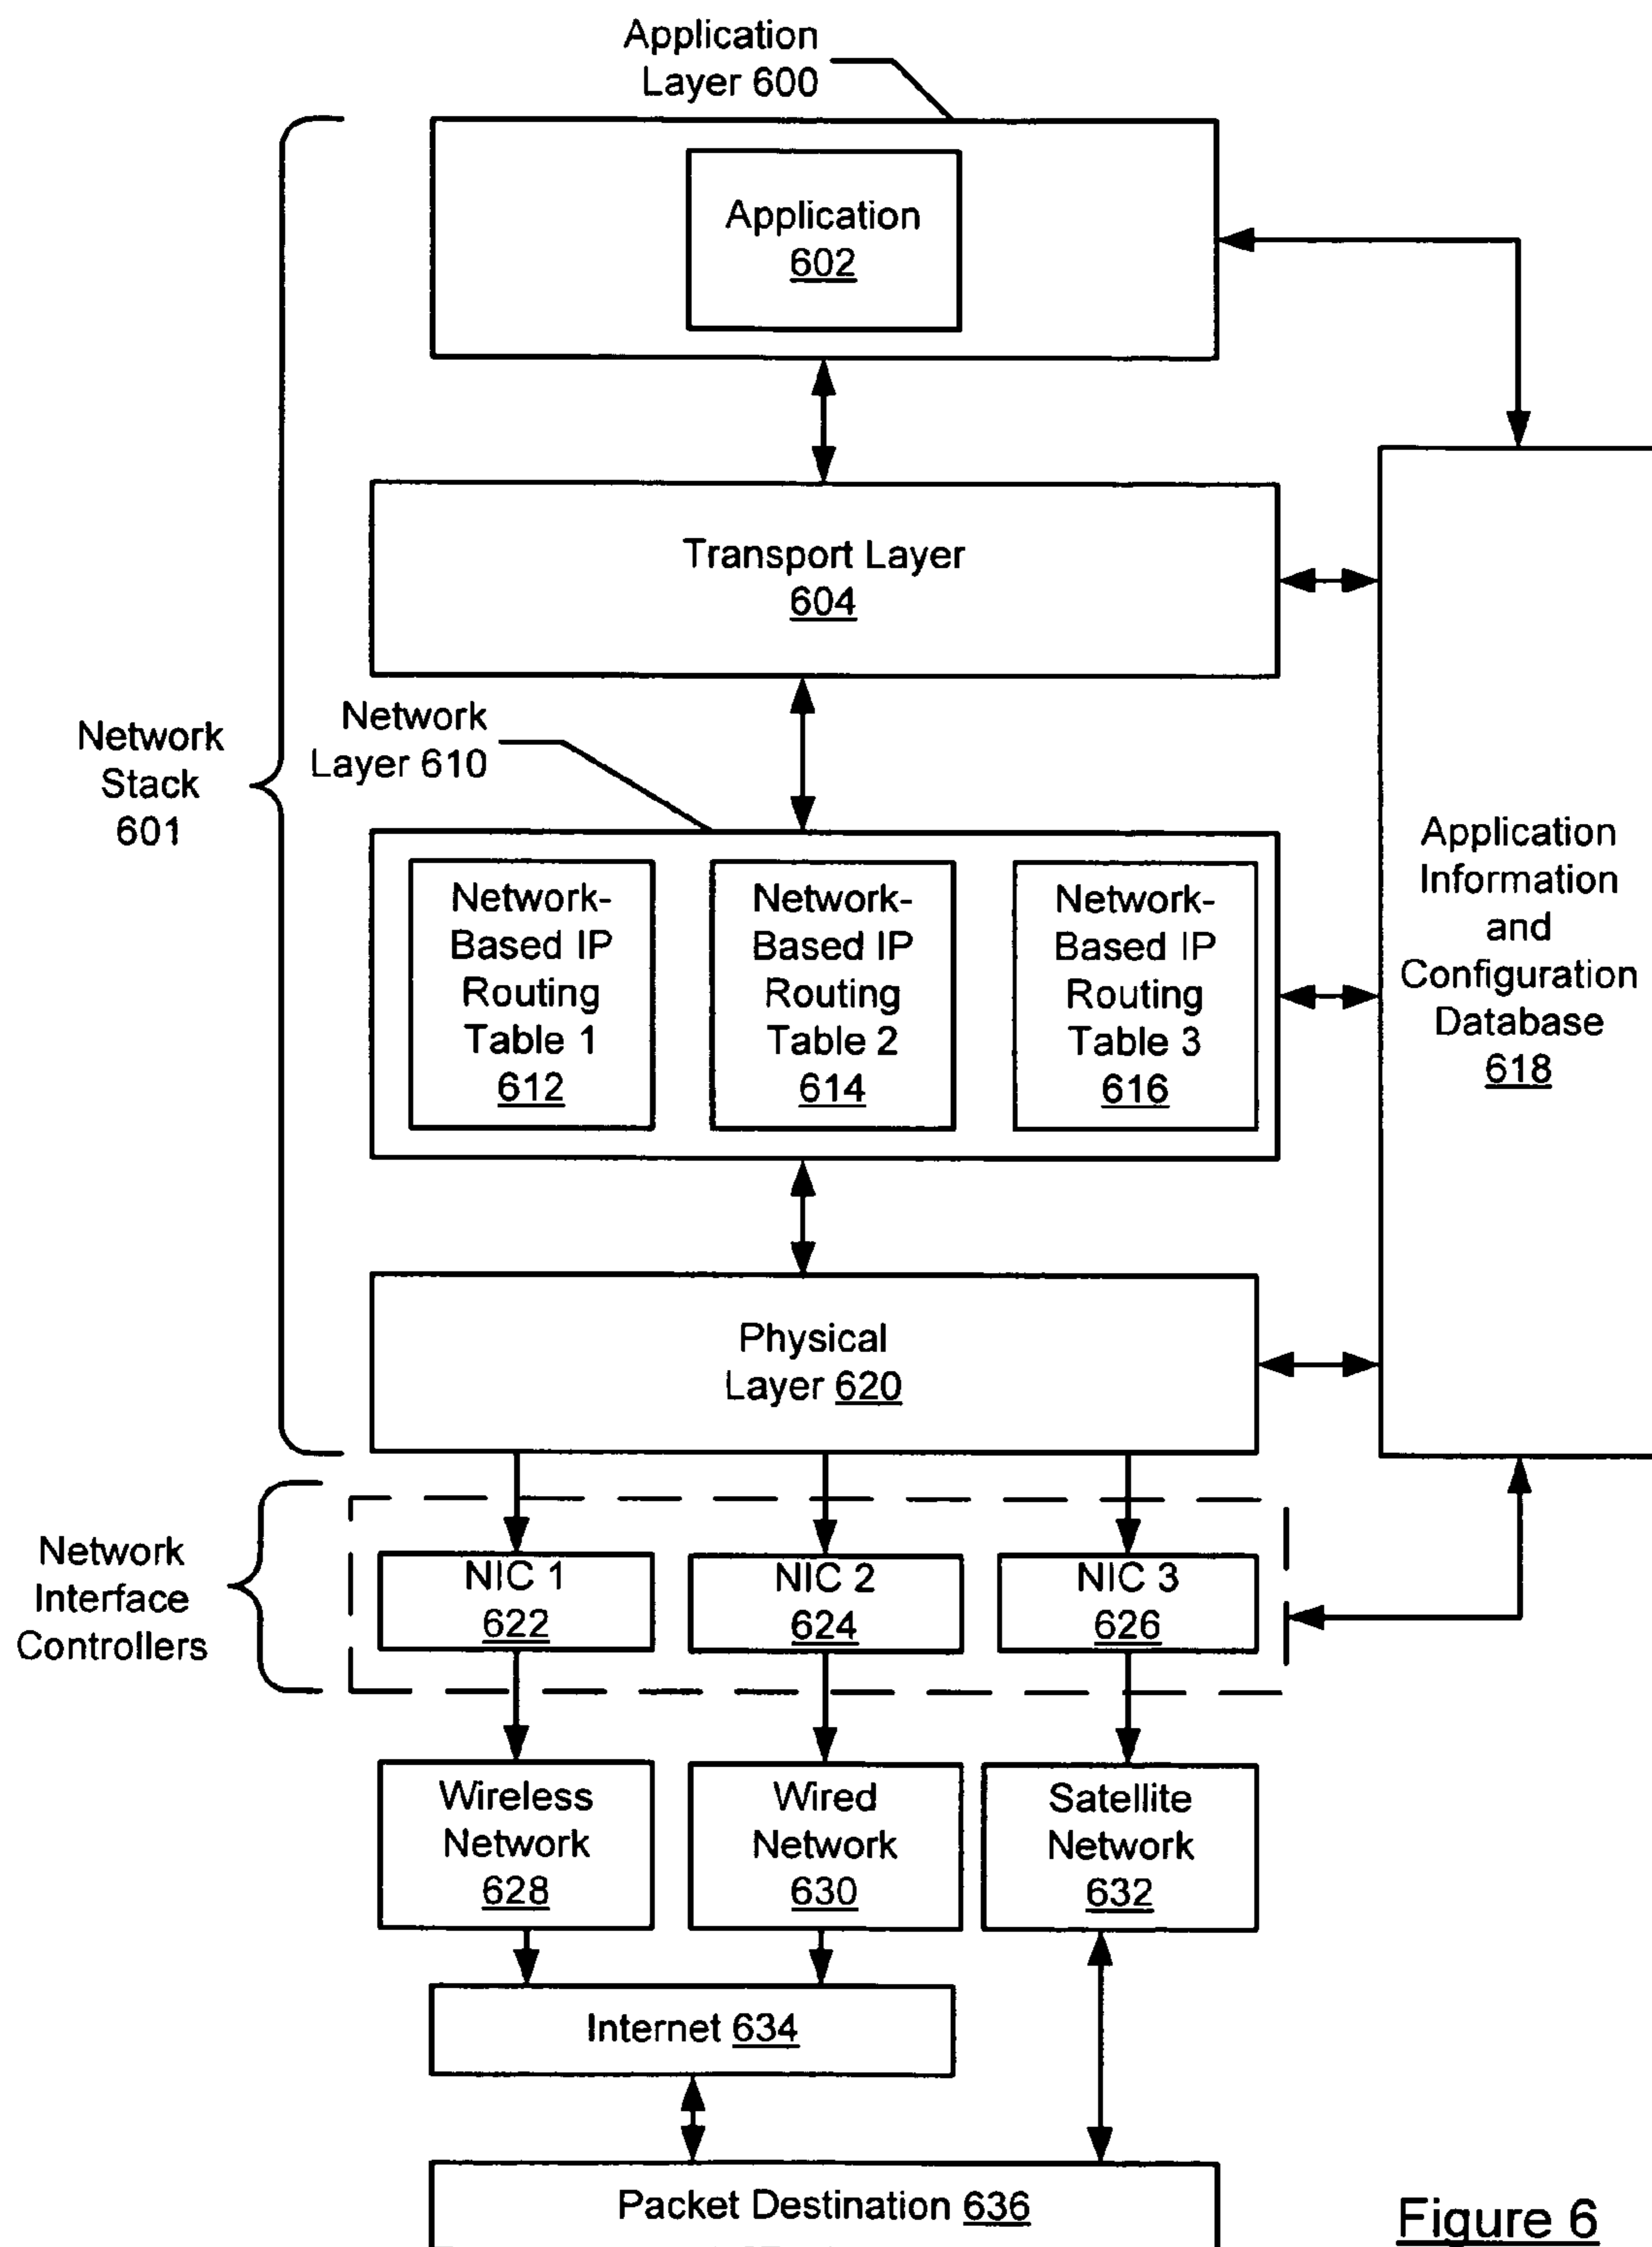 Application
Layer 600
Application
602
Transport Layer
604
Network
Layer 610
Network
Stack
601
Network-
Based IP
Routing
Table 1
612
Network-
Based IP
Routing
Table 2
614
Network-
Based IP
Routing
Table 3
616
Application
Information
and
Configuration
Database
618
Physical
Layer 620
Network
Interface
Controllers
NIC 1
622
NIC 2
624
NIC 3
626
Wireless
Network
628
Wired
Network
630
Satellite
Network
632
Internet 634
Packet Destination 636
Figure 6